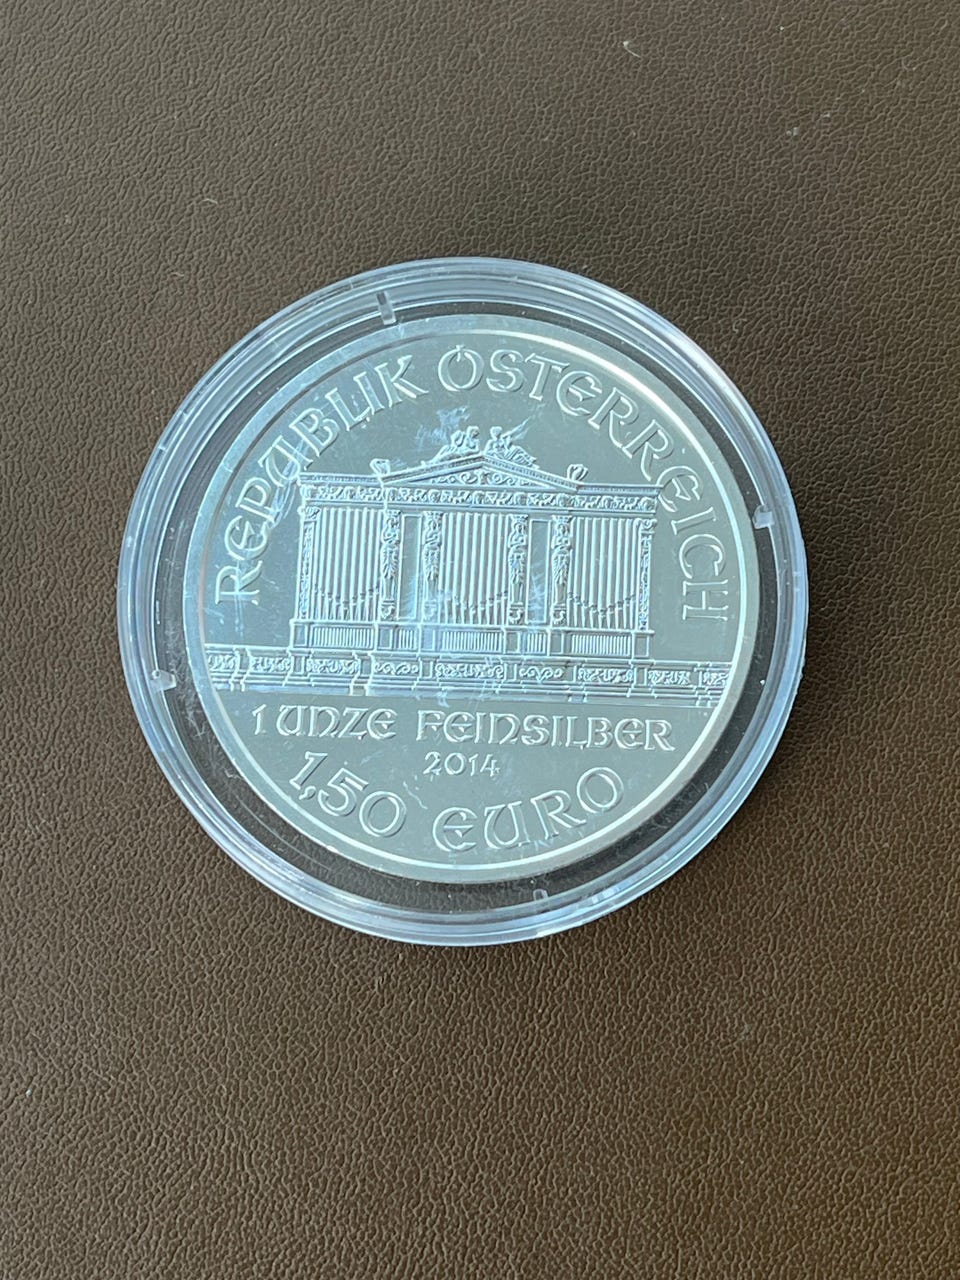 REPUBLIK ÖSTERREICH
1 UNZE FEINSILBER
2014
1,50 EURO